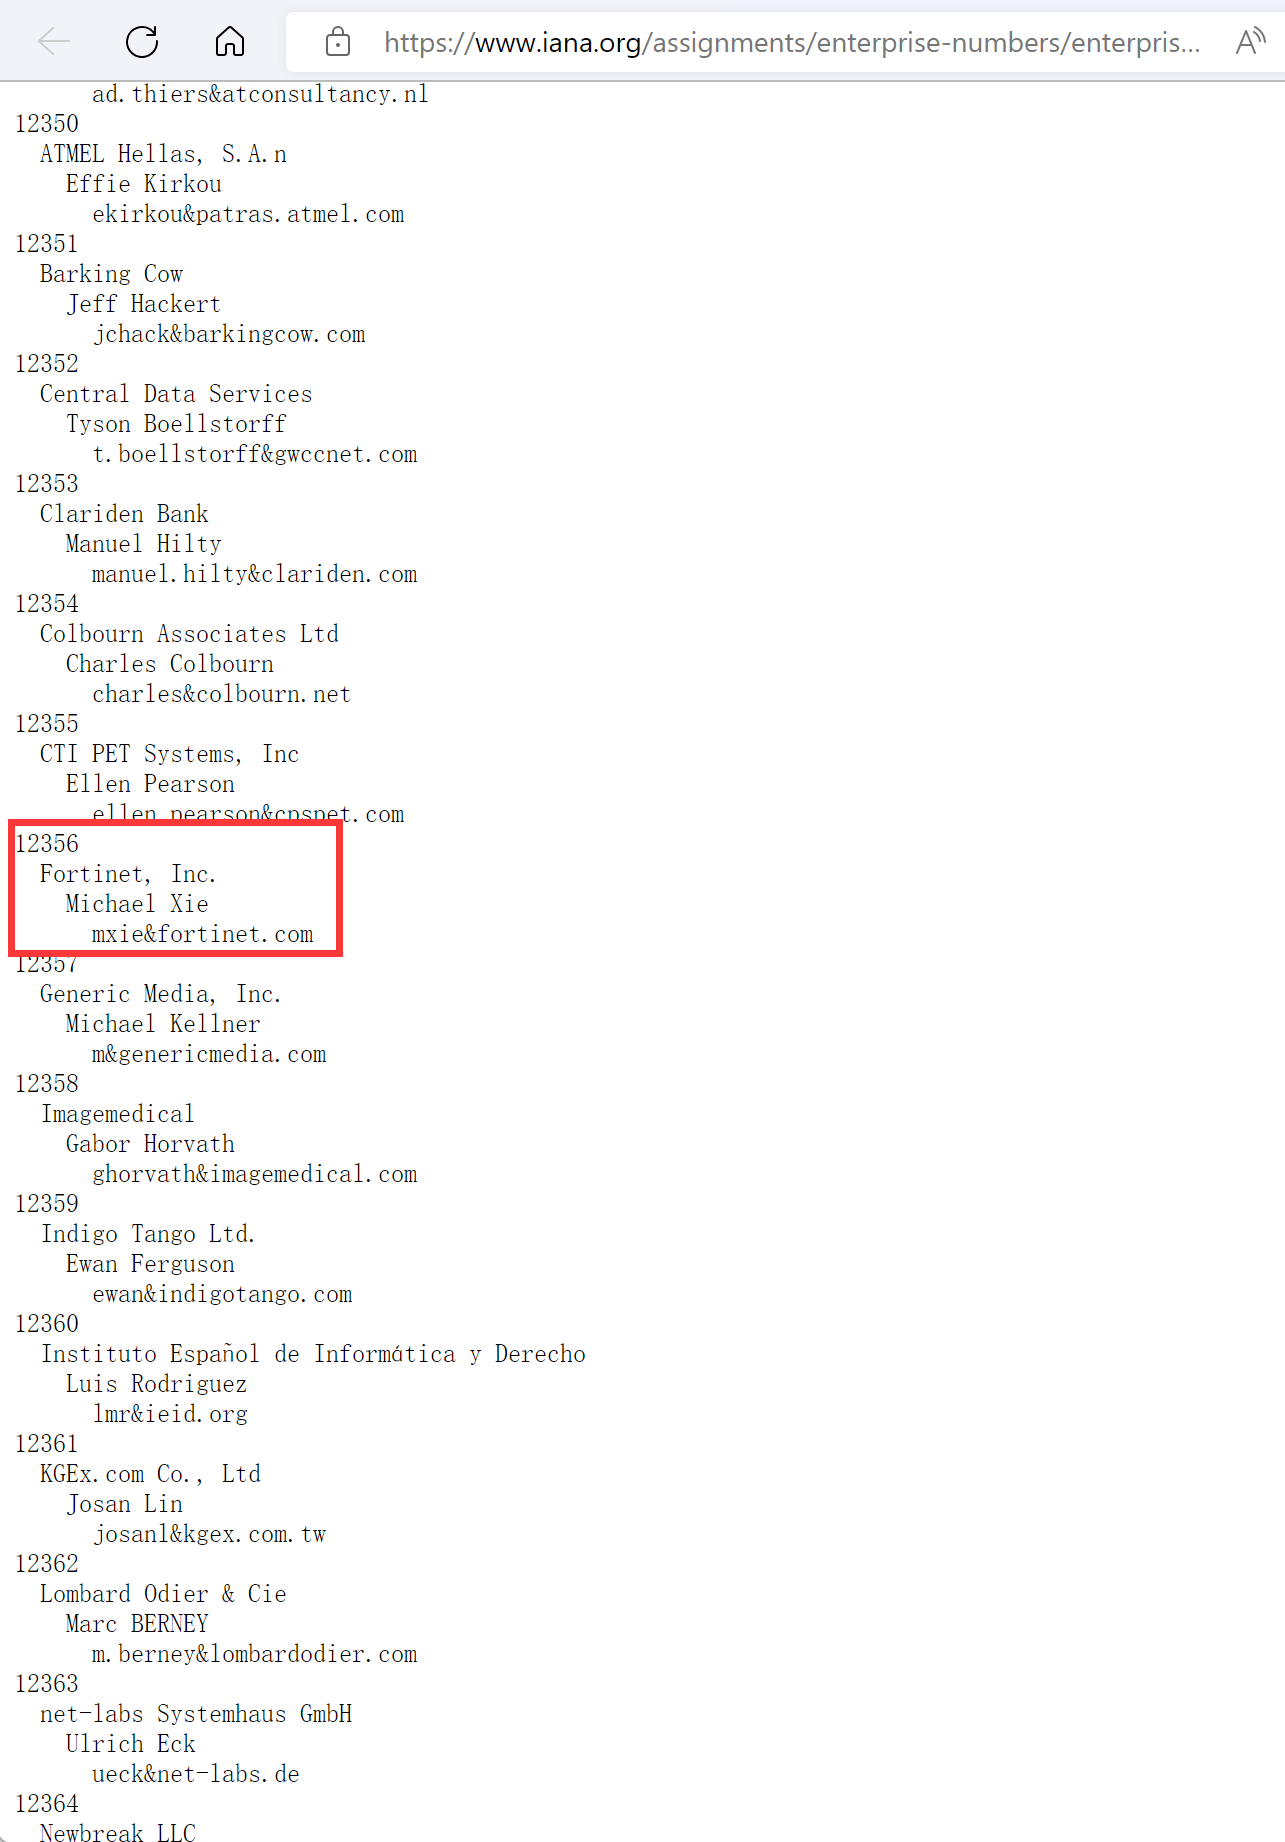 https://www.iana.org/assignments/enterprise-numbers/enterpris...
ad.thiers&atconsultancy.nl
12350
ATMEL Hellas, S.A.n
Effie Kirkou
ekirkou&patras.atmel.com
12351
Barking Cow
Jeff Hackert
jchack&barkingcow.com
12352
Central Data Services
Tyson Boellstorff
t.boellstorff&gwccnet.com
12353
Clariden Bank
Manuel Hilty
manuel.hilty&clariden.com
12354
Colbourn Associates Ltd
Charles Colbourn
charles&colbourn.net
12355
CTI PET Systems, Inc
Ellen Pearson
ellen.pearson&cpspet.com
12356
Fortinet, Inc.
Michael Xie
mxie&fortinet.com
12357
Generic Media, Inc.
Michael Kellner
m&genericmedia.com
12358
Imagemedical
Gabor Horvath
ghorvath&imagemedical.com
12359
Indigo Tango Ltd.
Ewan Ferguson
ewan&indigotango.com
12360
Instituto Español de Informática y Derecho
Luis Rodriguez
lmr&ieid.org
12361
KGEx.com Co., Ltd
Josan Lin
josanl&kgex.com.tw
12362
Lombard Odier & Cie
Marc BERNEY
m.berney&lombardodier.com
12363
net-labs Systemhaus GmbH
Ulrich Eck
ueck&net-labs.de
12364
Newbreak LLC